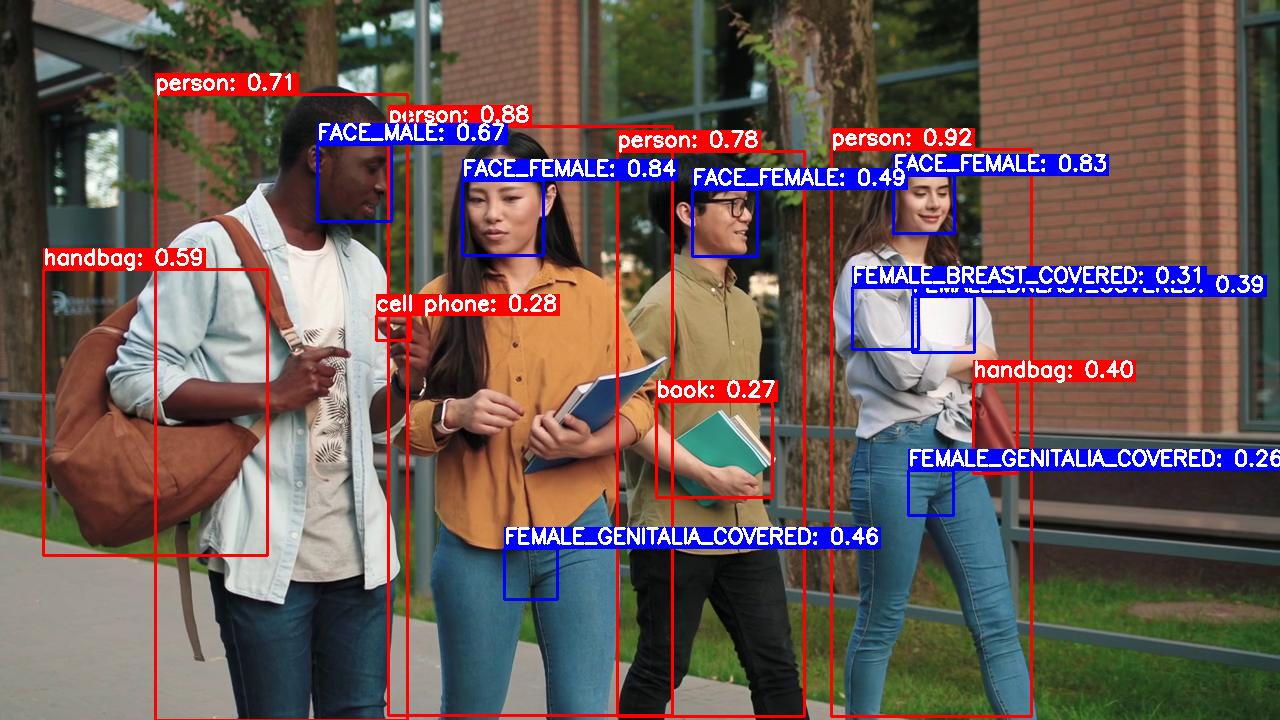 person: 0.71
person: 0.88
FACE_MALE: 0.67
person: 0.78
person: 0.92
FACE_FEMALE: 0.84
FACE_FEMALE: 0.49
FACE_FEMALE: 0.83
handbag: 0.59
FEMALE_BREAST_COVERED: 0.31
FEMALE_BREAST_COVERED: 0.39
cell phone: 0.28
handbag: 0.40
book: 0.27
FEMALE_GENITALIA_COVERED: 0.26
FEMALE_GENITALIA_COVERED: 0.46